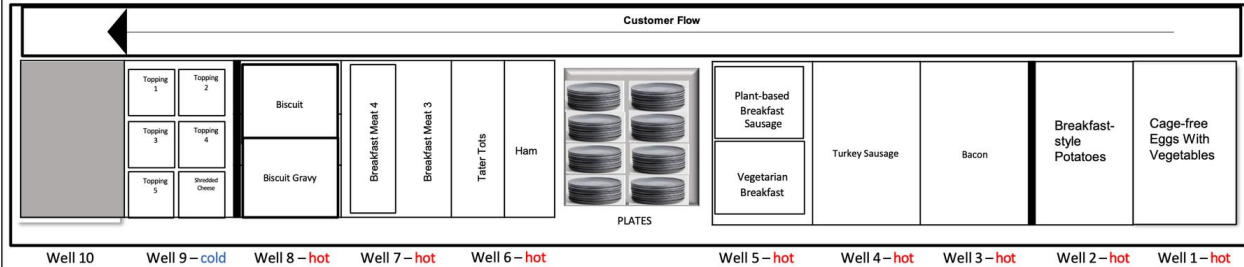 Customer Flow
Topping
1
Topping
2
Topping
3
Topping
4
Topping
5
Shredded
Cheese
Biscuit
Biscuit Gravy
Breakfast Meat 4
Breakfast Meat 3
Tater Tots
Ham
PLATES
Plant-based
Breakfast
Sausage
Vegetarian
Breakfast
Turkey Sausage
Bacon
Breakfast-
style
Potatoes
Cage-free
Eggs With
Vegetables
Well 10
Well 9 – cold
Well 8 – hot
Well 7 – hot
Well 6 – hot
Well 5 – hot
Well 4 – hot
Well 3 – hot
Well 2 – hot
Well 1 – hot